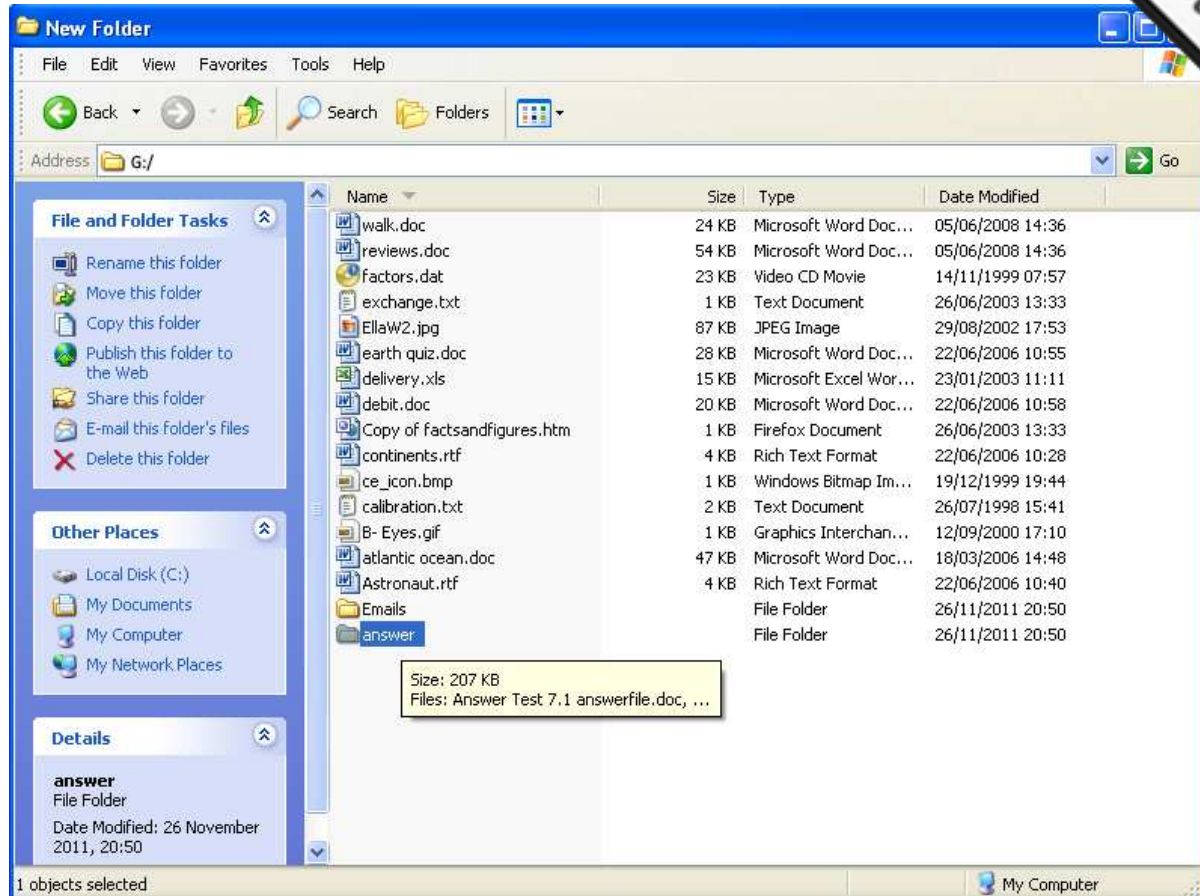 New Folder
File Edit View Favorites Tools Help
Back Search Folders
Address G:/ Go
File and Folder Tasks
Rename this folder
Move this folder
Copy this folder
Publish this folder to
the Web
Share this folder
E-mail this folder's files
Delete this folder
Other Places
Local Disk (C:)
My Documents
My Computer
My Network Places
Details
answer
File Folder
Date Modified: 26 November
2011, 20:50
Name Size Type Date Modified
walk.doc 24 KB Microsoft Word Doc... 05/06/2008 14:36
reviews.doc 54 KB Microsoft Word Doc... 05/06/2008 14:36
factors.dat 23 KB Video CD Movie 14/11/1999 07:57
exchange.txt 1 KB Text Document 26/06/2003 13:33
EllaW2.jpg 87 KB JPEG Image 29/08/2002 17:53
earth quiz.doc 28 KB Microsoft Word Doc... 22/06/2006 10:55
delivery.xls 15 KB Microsoft Excel Wor... 23/01/2003 11:11
debit.doc 20 KB Microsoft Word Doc... 22/06/2006 10:58
Copy of factsandfigures.htm 1 KB Firefox Document 26/06/2003 13:33
continents.rtf 4 KB Rich Text Format 22/06/2006 10:28
ce_icon.bmp 1 KB Windows Bitmap Im... 19/12/1999 19:44
calibration.txt 2 KB Text Document 26/07/1998 15:41
B- Eyes.gif 1 KB Graphics Interchan... 12/09/2000 17:10
atlantic ocean.doc 47 KB Microsoft Word Doc... 18/03/2006 14:48
Astronaut.rtf 4 KB Rich Text Format 22/06/2006 10:40
Emails File Folder 26/11/2011 20:50
answer File Folder 26/11/2011 20:50
Size: 207 KB
Files: Answer Test 7.1 answerfile.doc, ...
1 objects selected My Computer